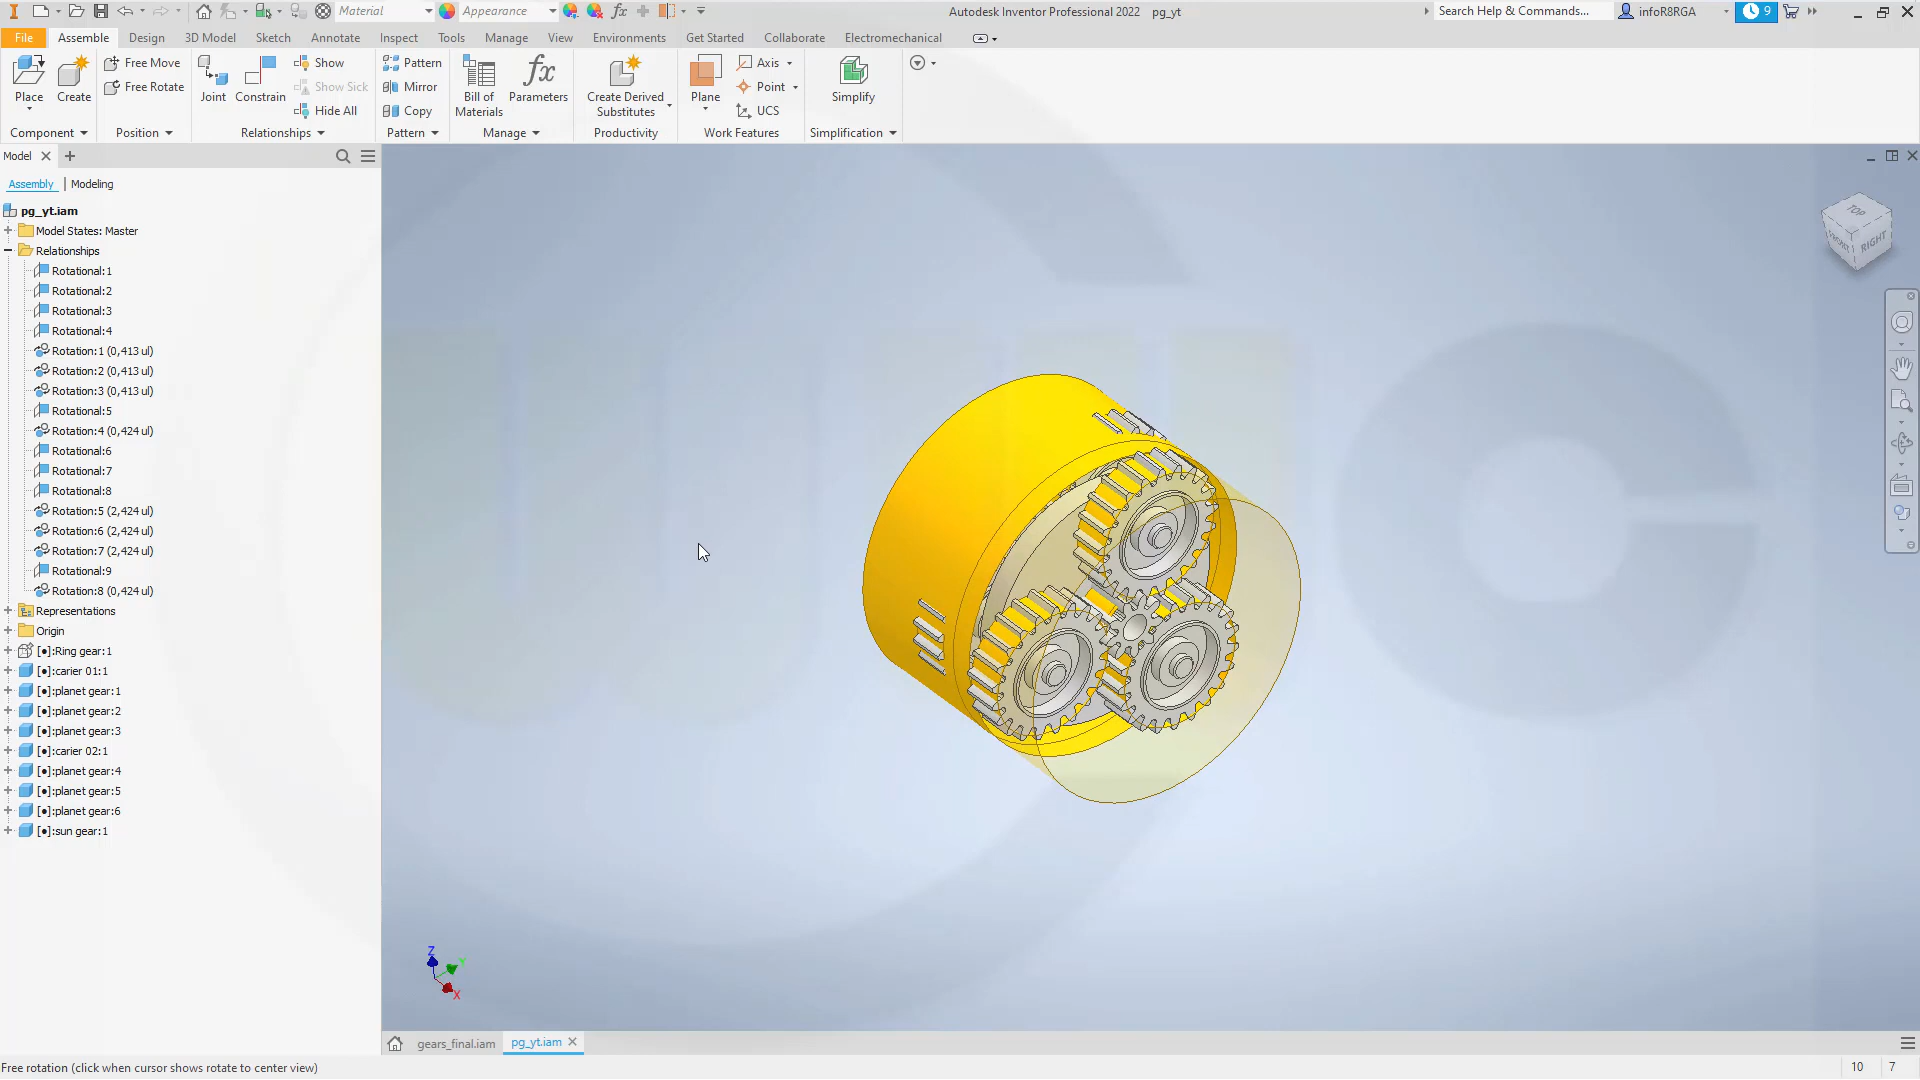 Material
Appearance
fx
Autodesk Inventor Professional 2022 pg_yt
Search Help & Commands...
infoR8RGA
9
File Assemble Design 3D Model Sketch Annotate Inspect Tools Manage View Environments Get Started Collaborate Electromechanical
Place
Create
Free Move
Free Rotate
Joint
Constrain
Show
Show Sick
Hide All
Pattern
Mirror
Copy
Bill of
Materials
fx
Parameters
Create Derived
Substitutes
Plane
Axis
Point
UCS
Simplify
Component Position Relationships Pattern Manage Productivity Work Features Simplification
Model
Assembly | Modeling
pg_yt.iam
Model States: Master
Relationships
Rotational:1
Rotational:2
Rotational:3
Rotational:4
Rotation:1 (0,413 ul)
Rotation:2 (0,413 ul)
Rotation:3 (0,413 ul)
Rotational:5
Rotation:4 (0,424 ul)
Rotational:6
Rotational:7
Rotational:8
Rotation:5 (2,424 ul)
Rotation:6 (2,424 ul)
Rotation:7 (2,424 ul)
Rotational:9
Rotation:8 (0,424 ul)
Representations
Origin
[●]:Ring gear:1
[●]:carier 01:1
[●]:planet gear:1
[●]:planet gear:2
[●]:planet gear:3
[●]:carier 02:1
[●]:planet gear:4
[●]:planet gear:5
[●]:planet gear:6
[●]:sun gear:1
TOP
FRONT
RIGHT
Z
Y
X
gears_final.iam pg_yt.iam
Free rotation (click when cursor shows rotate to center view)
10 7